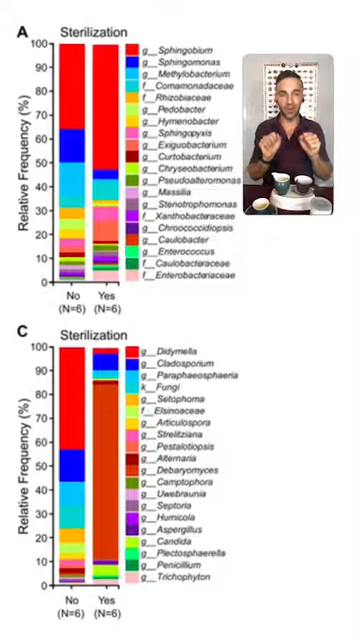 A
Sterilization
100
90
80
70
60
50
40
30
20
10
0
Relative Frequency (%)
No
(N=6)
Yes
(N=6)
g__Sphingobium
g__Sphingomonas
g__Methylobacterium
f__Comamonadaceae
f__Rhizobiaceae
g__Pedobacter
g__Hymenobacter
g__Sphingopyxis
g__Exiguobacterium
g__Curtobacterium
g__Chryseobacterium
g__Pseudoalteromonas
g__Massilia
g__Stenotrophomonas
f__Xanthobacteraceae
g__Chroococcidiopsis
g__Caulobacter
g__Enterococcus
f__Caulobacteraceae
f__Enterobacteriaceae
C
Sterilization
100
90
80
70
60
50
40
30
20
10
0
Relative Frequency (%)
No
(N=6)
Yes
(N=6)
g__Didymella
g__Cladosporium
g__Paraphaeosphaeria
k__Fungi
g__Setophoma
f__Elsinoaceae
g__Articulospora
g__Strelitziana
g__Pestalotiopsis
g__Alternaria
g__Debaryomyces
g__Camptophora
g__Uwebraunia
g__Septoria
g__Humicola
g__Aspergillus
g__Candida
g__Plectosphaerella
g__Penicillium
g__Trichophyton